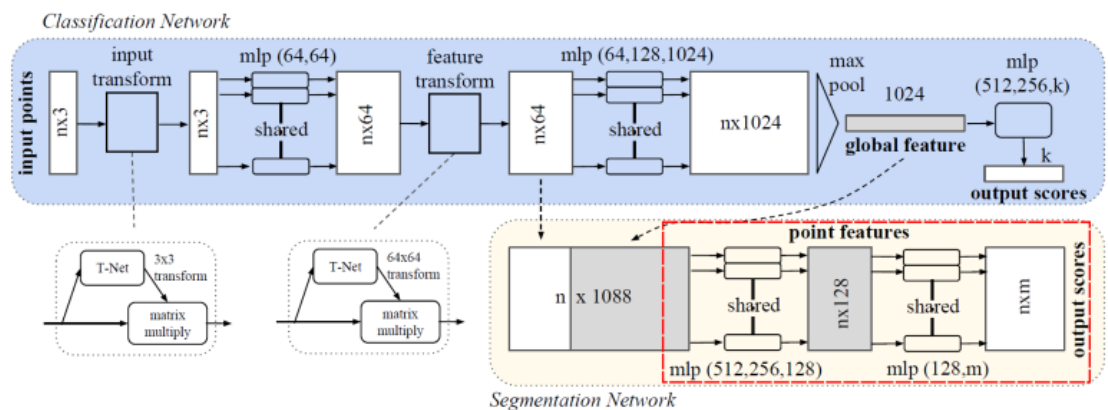 Classification Network
input points
nx3
input
transform
nx3
mlp (64,64)
shared
nx64
feature
transform
nx64
mlp (64,128,1024)
shared
nx1024
max
pool
1024
global feature
mlp
(512,256,k)
k
output scores
T-Net
3x3
transform
matrix
multiply
T-Net
64x64
transform
matrix
multiply
point features
n x 1088
shared
mlp (512,256,128)
nx128
shared
mlp (128,m)
nxm
output scores
Segmentation Network